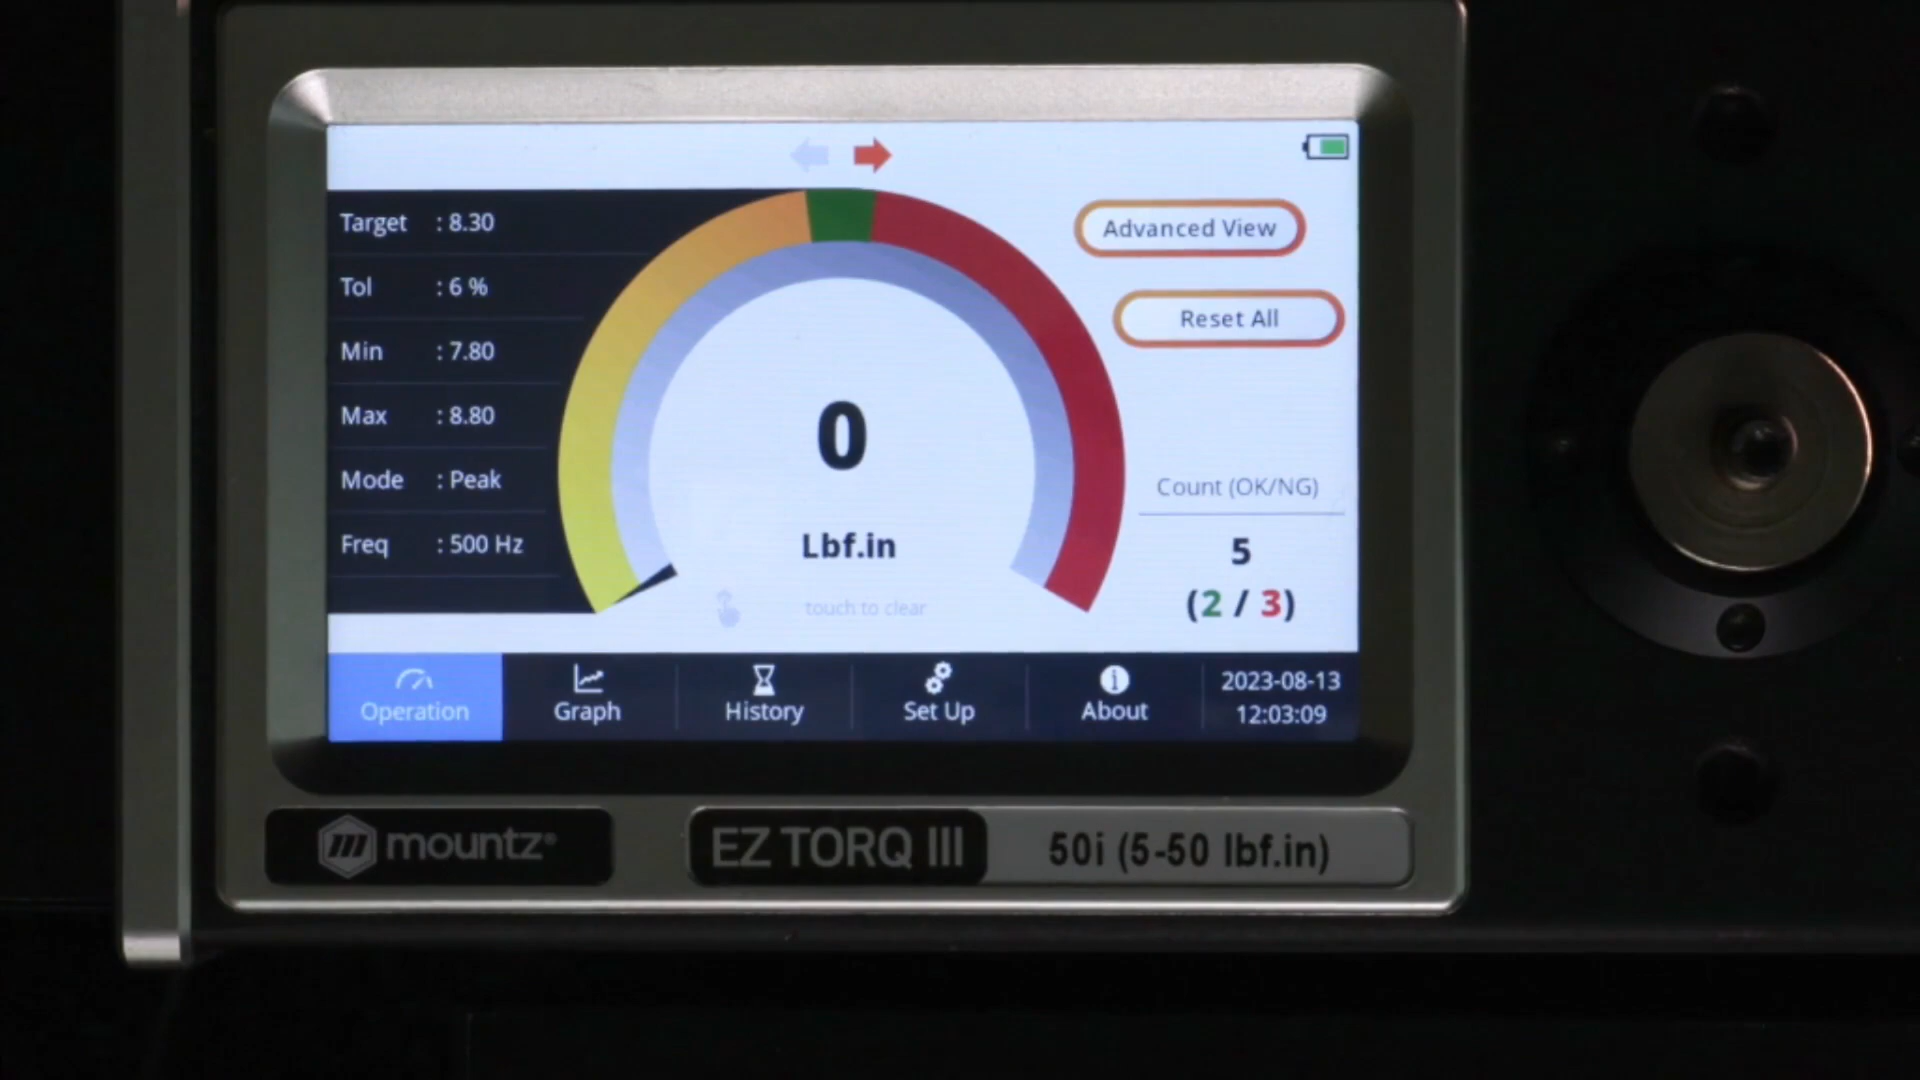 Target : 8.30
Tol : 6 %
Min : 7.80
Max : 8.80
Mode : Peak
Freq : 500 Hz
0
Lbf.in
touch to clear
Advanced View
Reset All
Count (OK/NG)
5
(2 / 3)
Operation
Graph
History
Set Up
About
2023-08-13
12:03:09
mountz®
EZ TORQ III
50i (5-50 lbf.in)